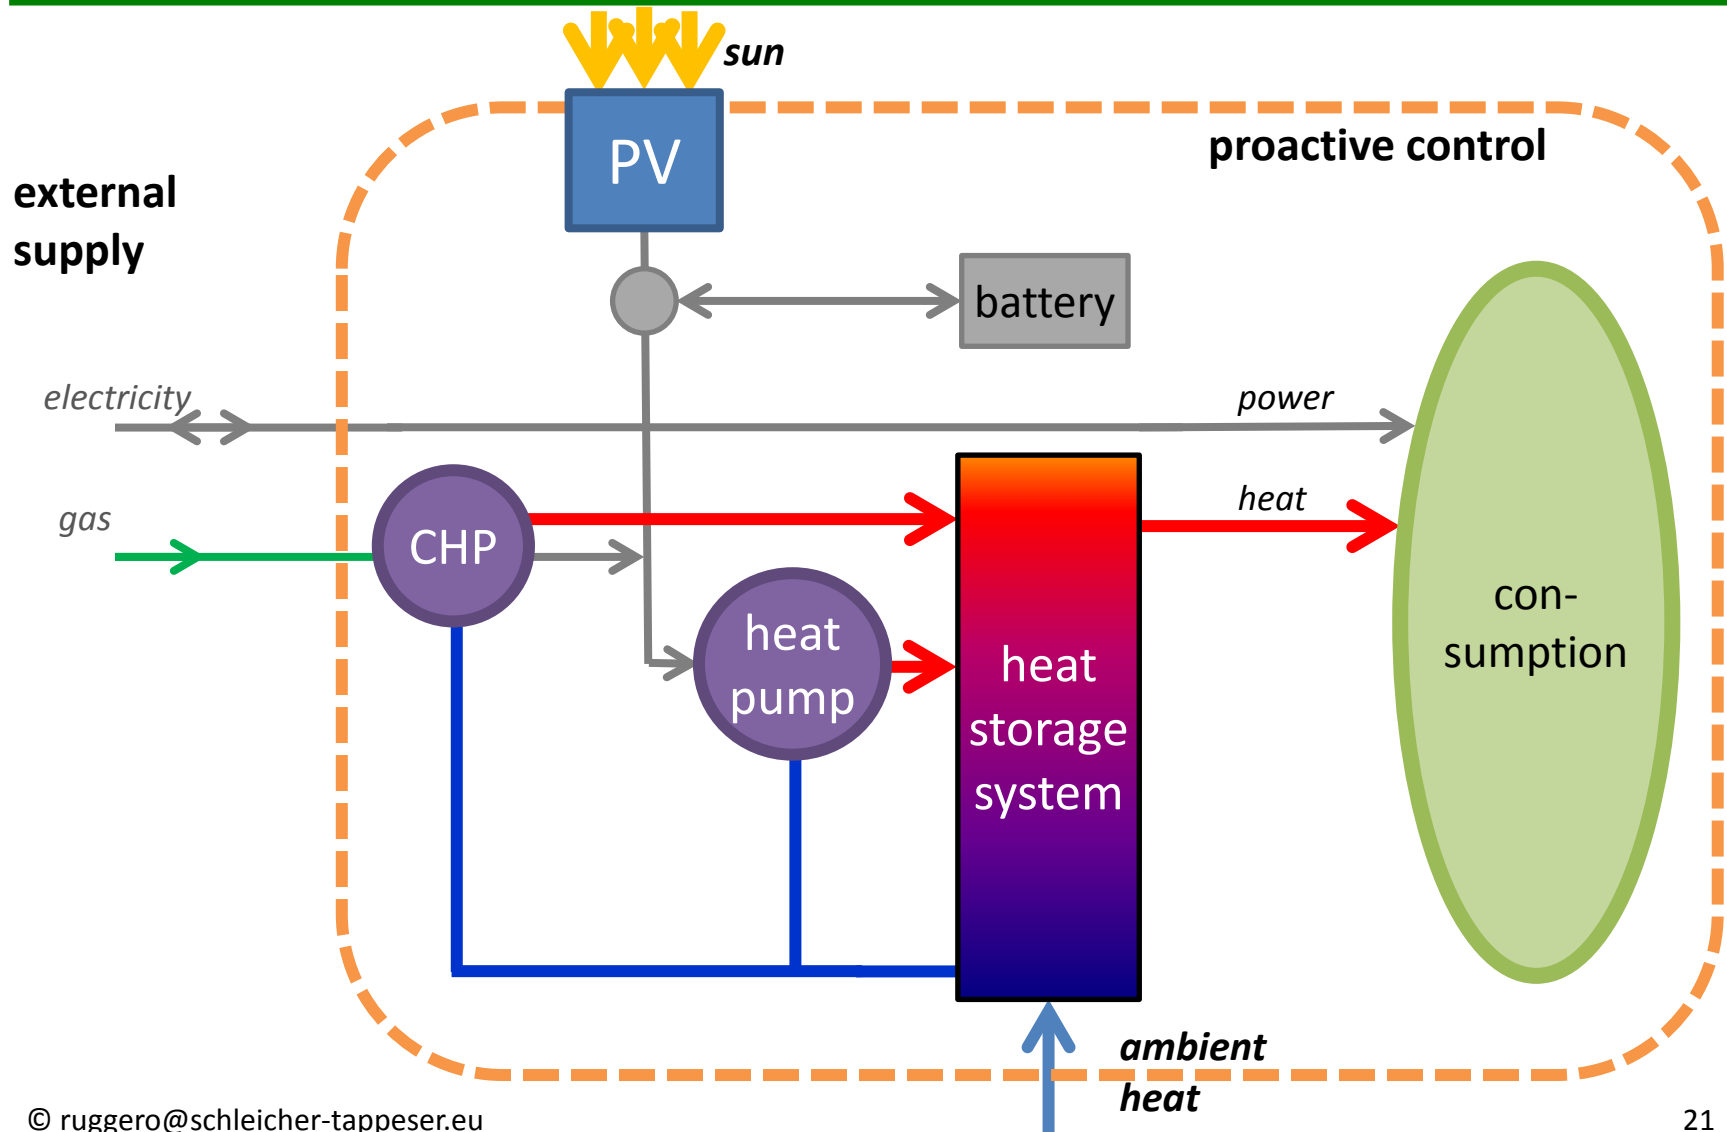 sun
PV
proactive control
external
supply
battery
electricity
power
gas
heat
CHP
heat
pump
heat
storage
system
con-
sumption
ambient
heat
© ruggero@schleicher-tappeser.eu
21